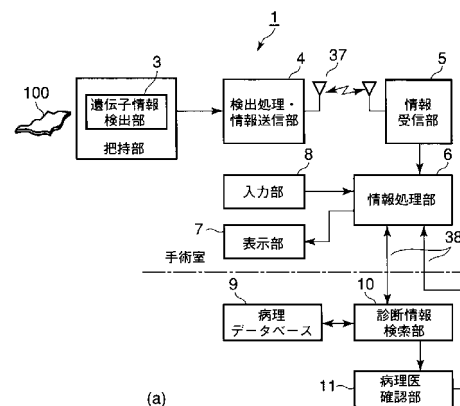 1
3
4
37
5
100
遺伝子情報
検出部
把持部
検出処理・
情報送信部
情報
受信部
8
6
入力部
情報処理部
7
表示部
38
手術室
9
10
病理
データベース
診断情報
検索部
11
病理医
確認部
(a)